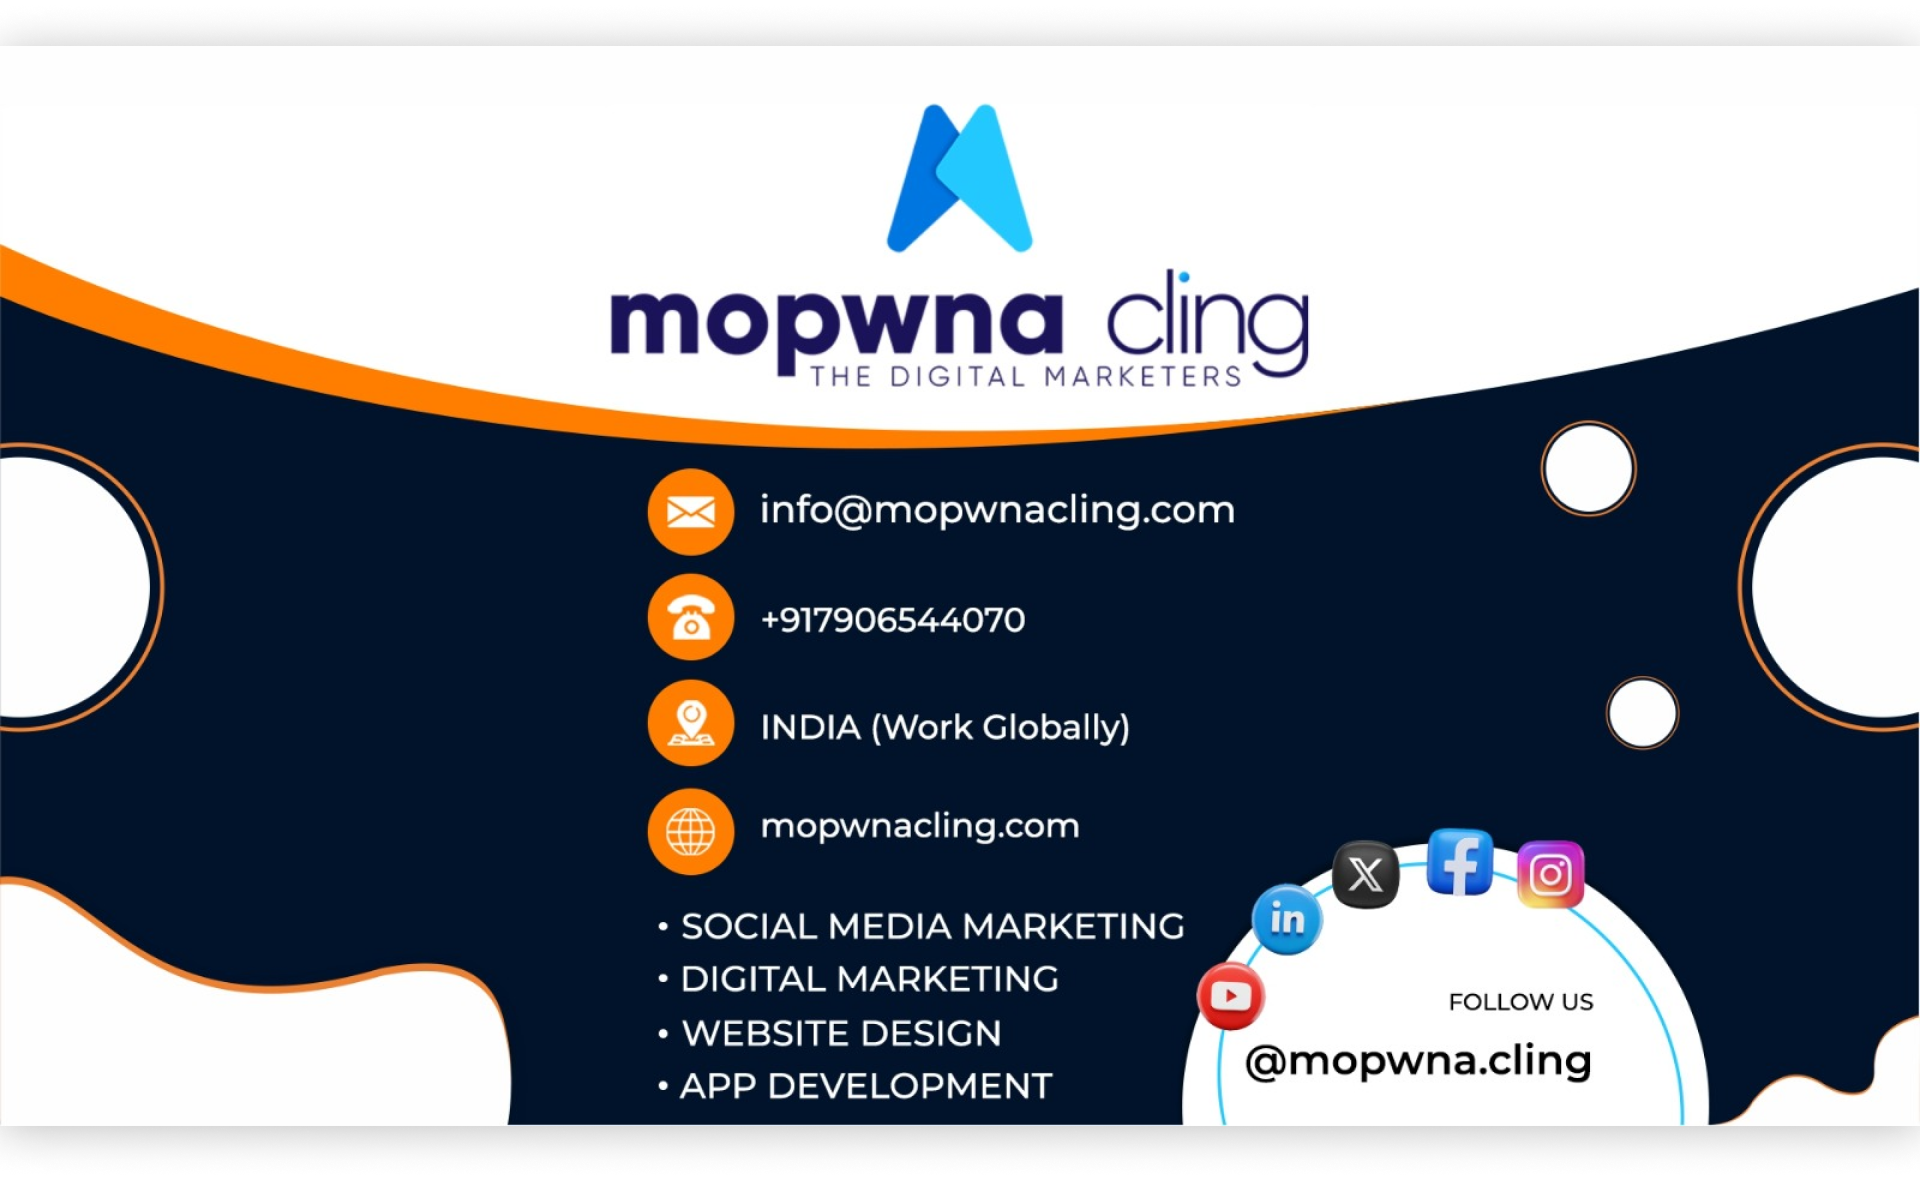 mopwna cling
THE DIGITAL MARKETERS
info@mopwnacling.com
+917906544070
INDIA (Work Globally)
mopwnacling.com
• SOCIAL MEDIA MARKETING
• DIGITAL MARKETING
• WEBSITE DESIGN
• APP DEVELOPMENT
FOLLOW US
@mopwna.cling